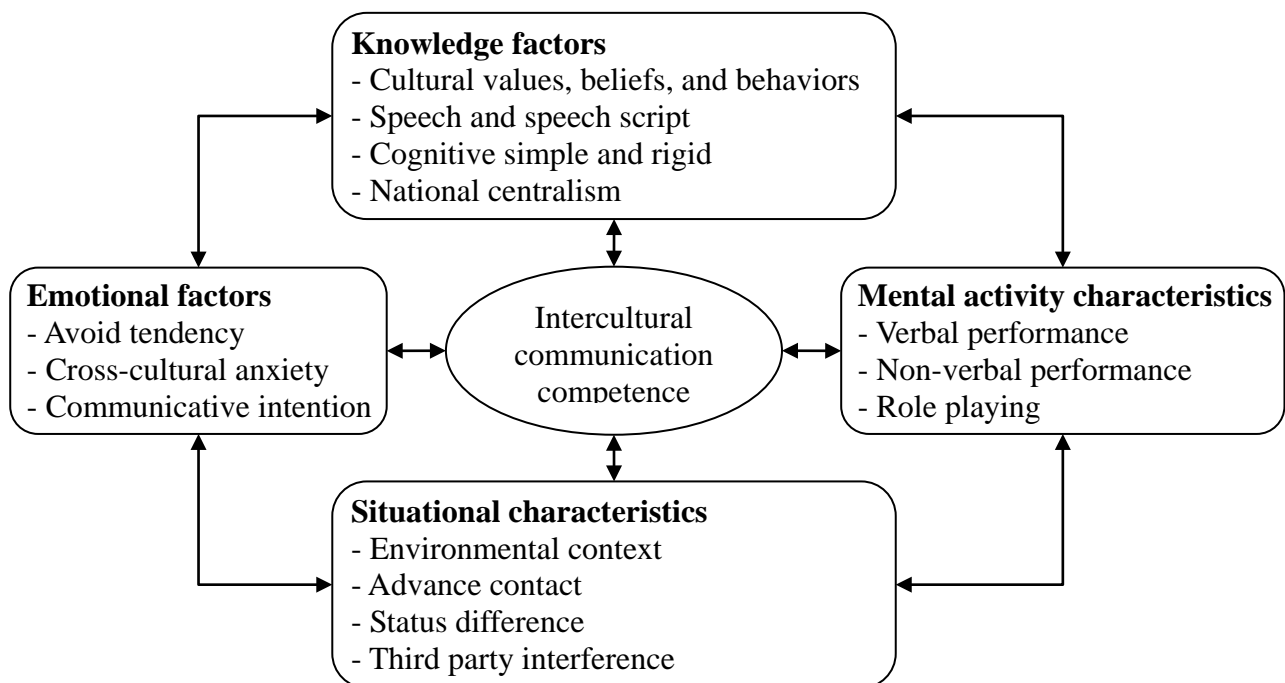 Knowledge factors
- Cultural values, beliefs, and behaviors
- Speech and speech script
- Cognitive simple and rigid
- National centralism
Emotional factors
- Avoid tendency
- Cross-cultural anxiety
- Communicative intention
Intercultural
communication
competence
Mental activity characteristics
- Verbal performance
- Non-verbal performance
- Role playing
Situational characteristics
- Environmental context
- Advance contact
- Status difference
- Third party interference